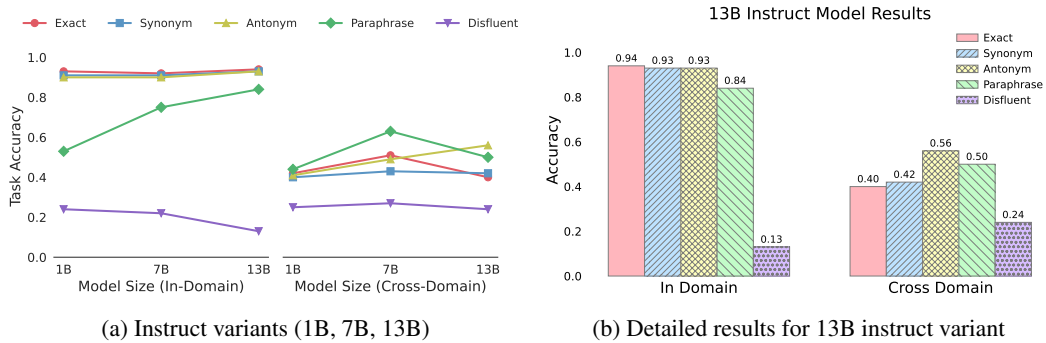 Exact Synonym Antonym Paraphrase Disfluent
Task Accuracy
1.0
0.8
0.6
0.4
0.2
0.0
1B 7B 13B 1B 7B 13B
Model Size (In-Domain) Model Size (Cross-Domain)
(a) Instruct variants (1B, 7B, 13B)
13B Instruct Model Results
Exact
Synonym
Antonym
Paraphrase
Disfluent
Accuracy
1.0
0.8
0.6
0.4
0.2
0.0
0.94 0.93 0.93 0.84 0.13
0.40 0.42 0.56 0.50 0.24
In Domain Cross Domain
(b) Detailed results for 13B instruct variant